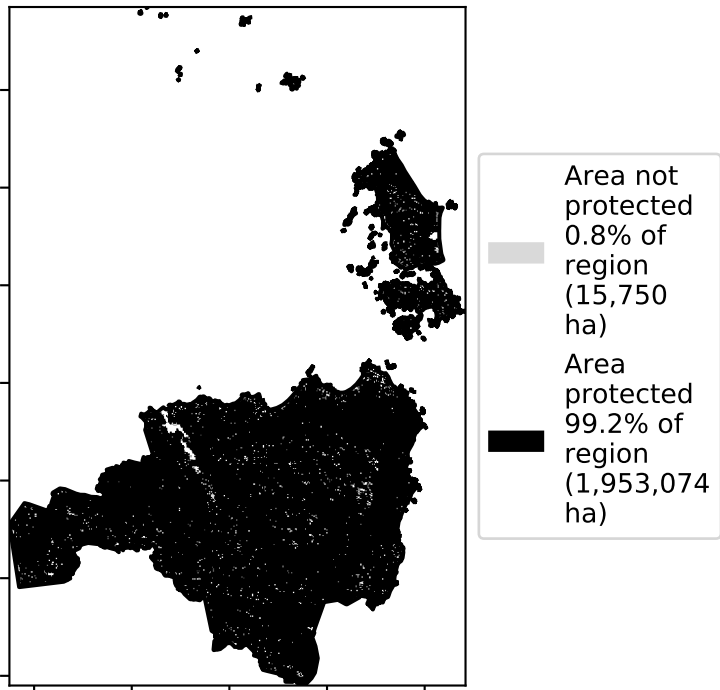 Area not
protected
0.8% of
region
(15,750
ha)
Area
protected
99.2% of
region
(1,953,074
ha)